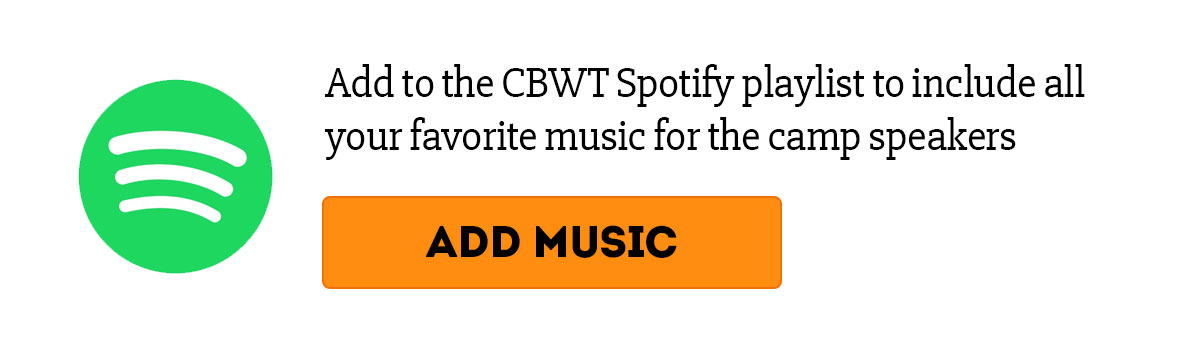 Add to the CBWT Spotify playlist to include all
your favorite music for the camp speakers
ADD MUSIC